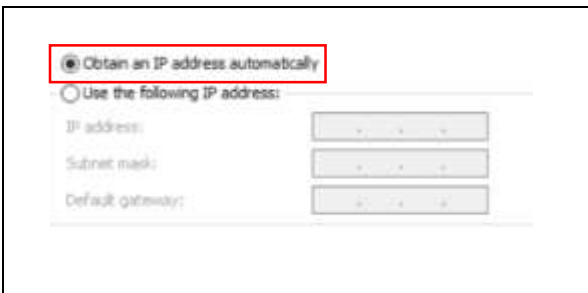 Obtain an IP address automatically
Use the following IP address:
IP address:
Subnet mask:
Default gateway: